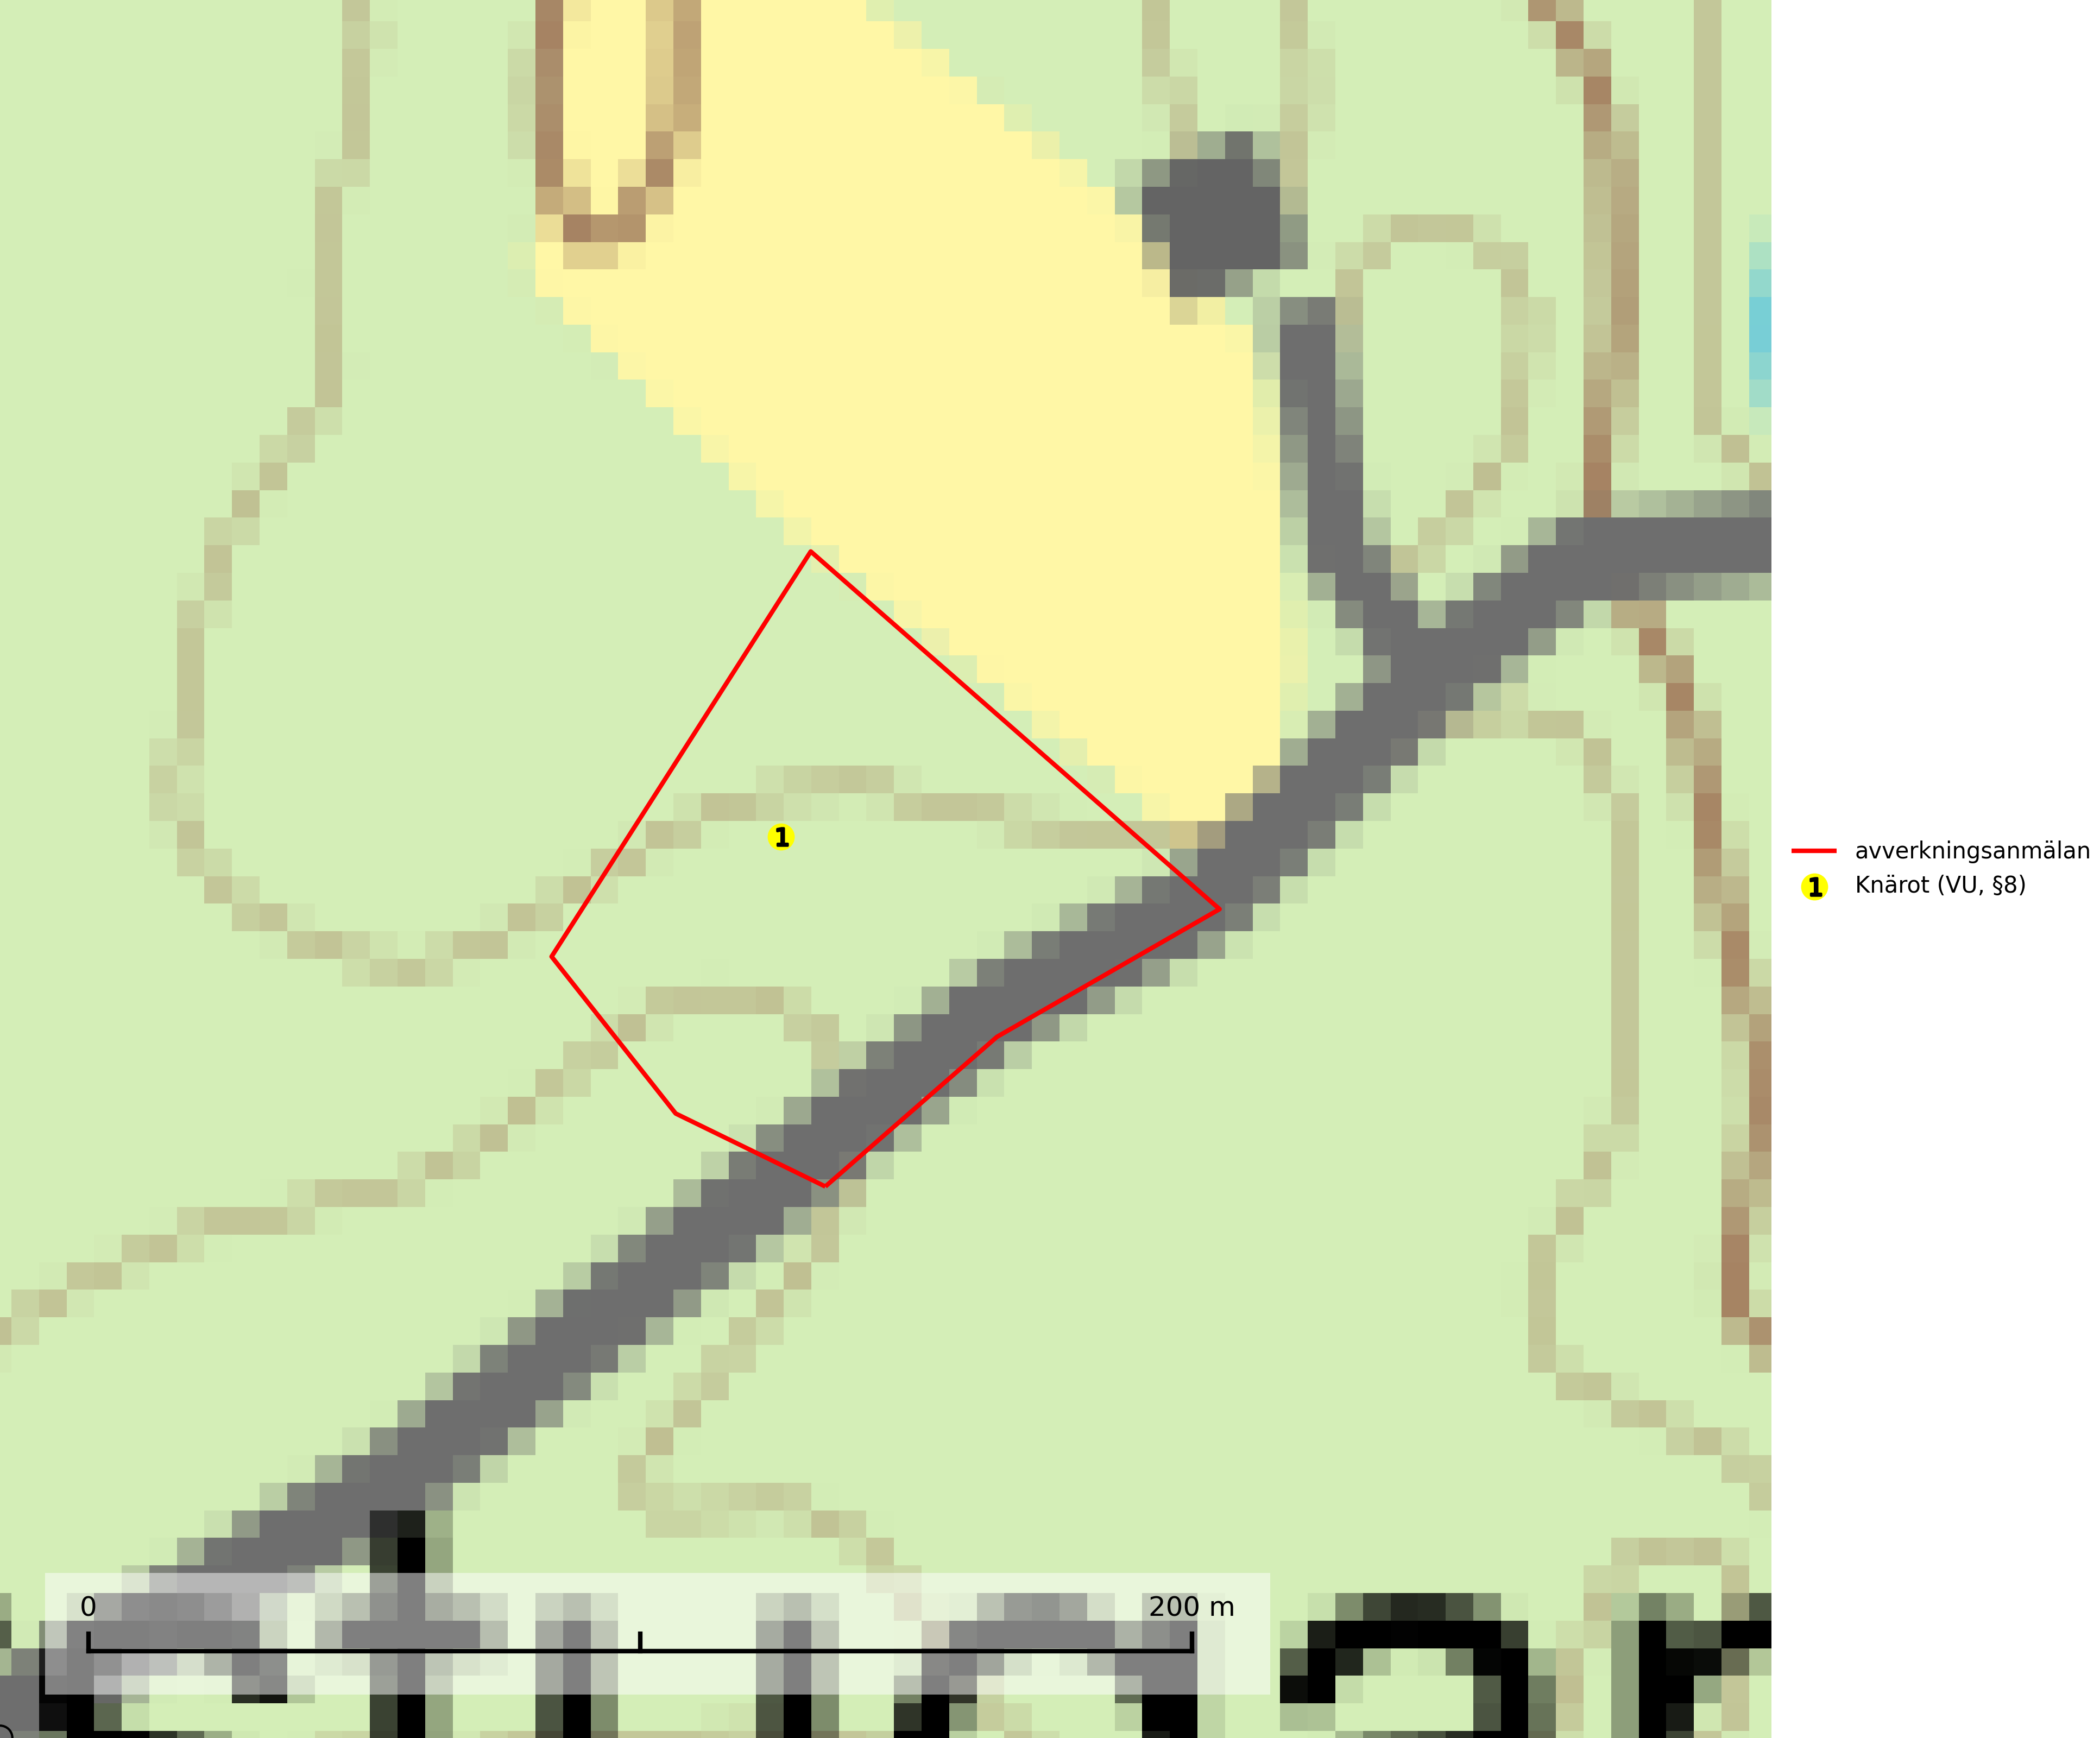 1
avverkningsanmälan
1 Knärot (VU, §8)
0 200 m